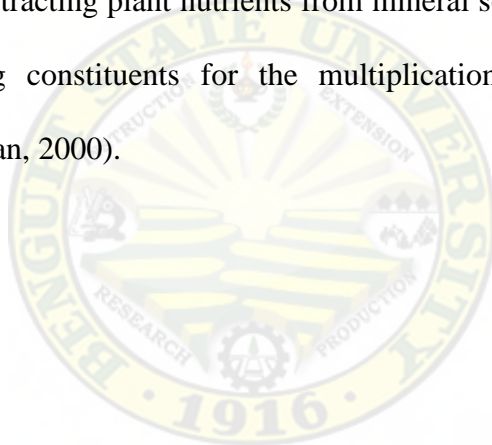 tracting plant nutrients from mineral s
g constituents for the multiplication
an, 2000).
BENGUET STATE UNIVERSITY
INSTRUCTION
EXTENSION
RESEARCH
PRODUCTION
· 1916 ·